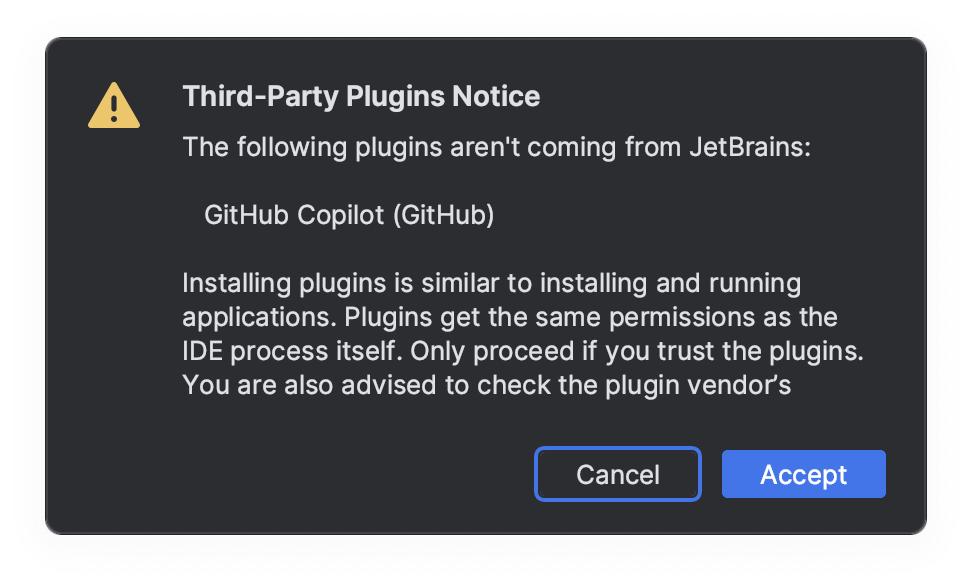 Third-Party Plugins Notice
The following plugins aren't coming from JetBrains:
GitHub Copilot (GitHub)
Installing plugins is similar to installing and running
applications. Plugins get the same permissions as the
IDE process itself. Only proceed if you trust the plugins.
You are also advised to check the plugin vendor’s
Cancel
Accept